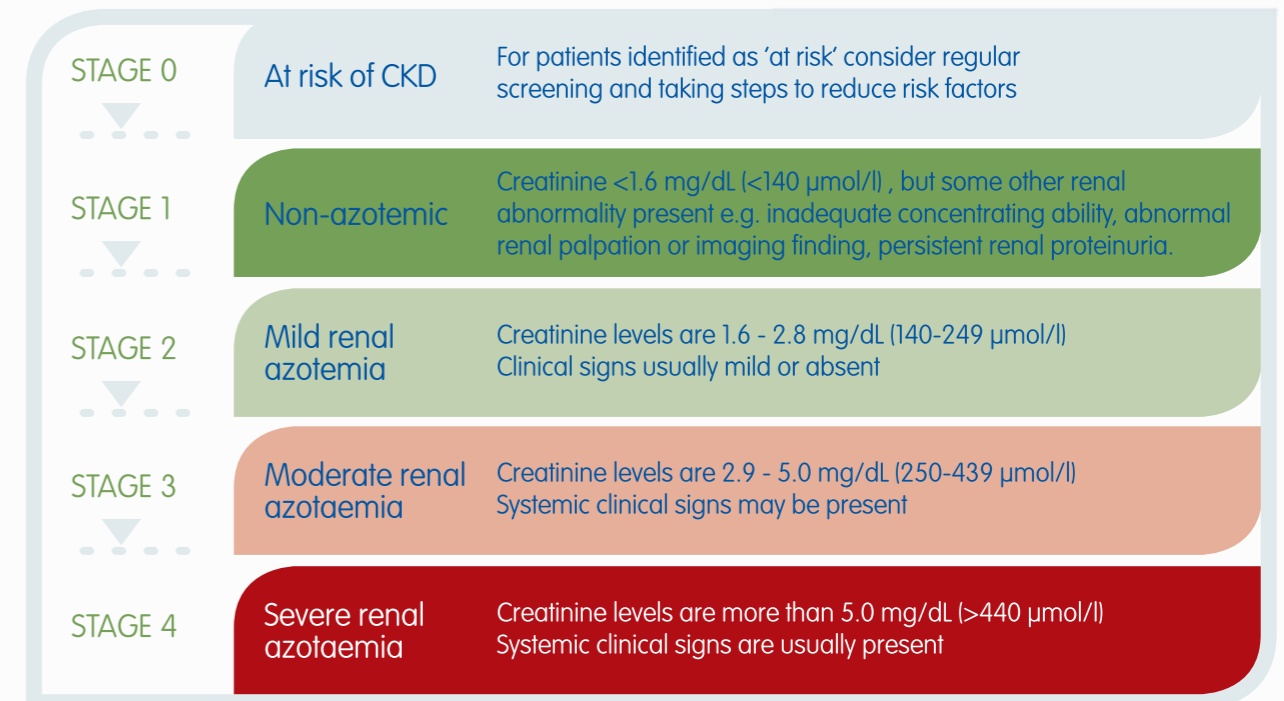 STAGE 0
At risk of CKD
For patients identified as ‘at risk’ consider regular
screening and taking steps to reduce risk factors
STAGE 1
Non-azotemic
Creatinine <1.6 mg/dL (<140 µmol/l) , but some other renal
abnormality present e.g. inadequate concentrating ability, abnormal
renal palpation or imaging finding, persistent renal proteinuria.
STAGE 2
Mild renal
azotemia
Creatinine levels are 1.6 - 2.8 mg/dL (140-249 µmol/l)
Clinical signs usually mild or absent
STAGE 3
Moderate renal
azotaemia
Creatinine levels are 2.9 - 5.0 mg/dL (250-439 µmol/l)
Systemic clinical signs may be present
STAGE 4
Severe renal
azotaemia
Creatinine levels are more than 5.0 mg/dL (>440 µmol/l)
Systemic clinical signs are usually present